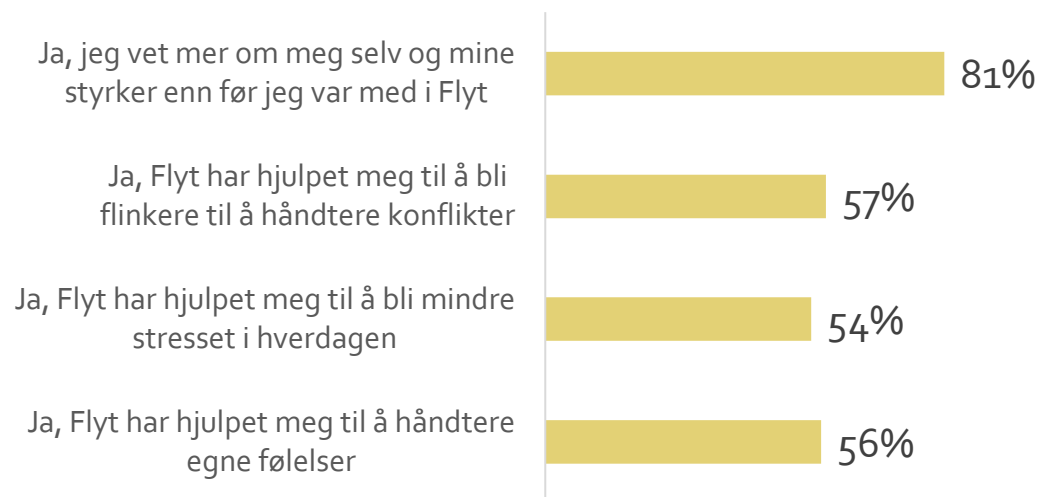 Ja, jeg vet mer om meg selv og mine
styrker enn før jeg var med i Flyt
81%
Ja, Flyt har hjulpet meg til å bli
flinkere til å håndtere konflikter
57%
Ja, Flyt har hjulpet meg til å bli mindre
stresset i hverdagen
54%
Ja, Flyt har hjulpet meg til å håndtere
egne følelser
56%